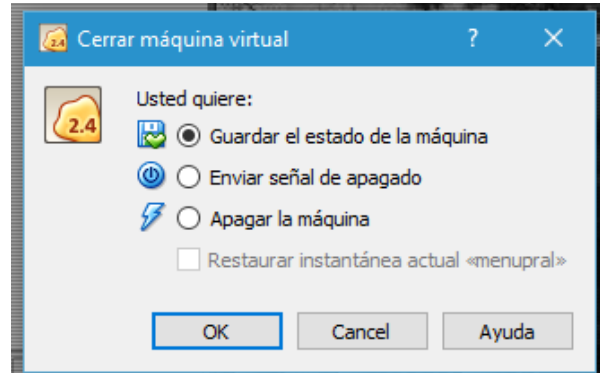 2.4 Cerrar máquina virtual ? ×
Usted quiere:
2.4
Guardar el estado de la máquina
Enviar señal de apagado
Apagar la máquina
Restaurar instantánea actual «menupral»
OK Cancel Ayuda